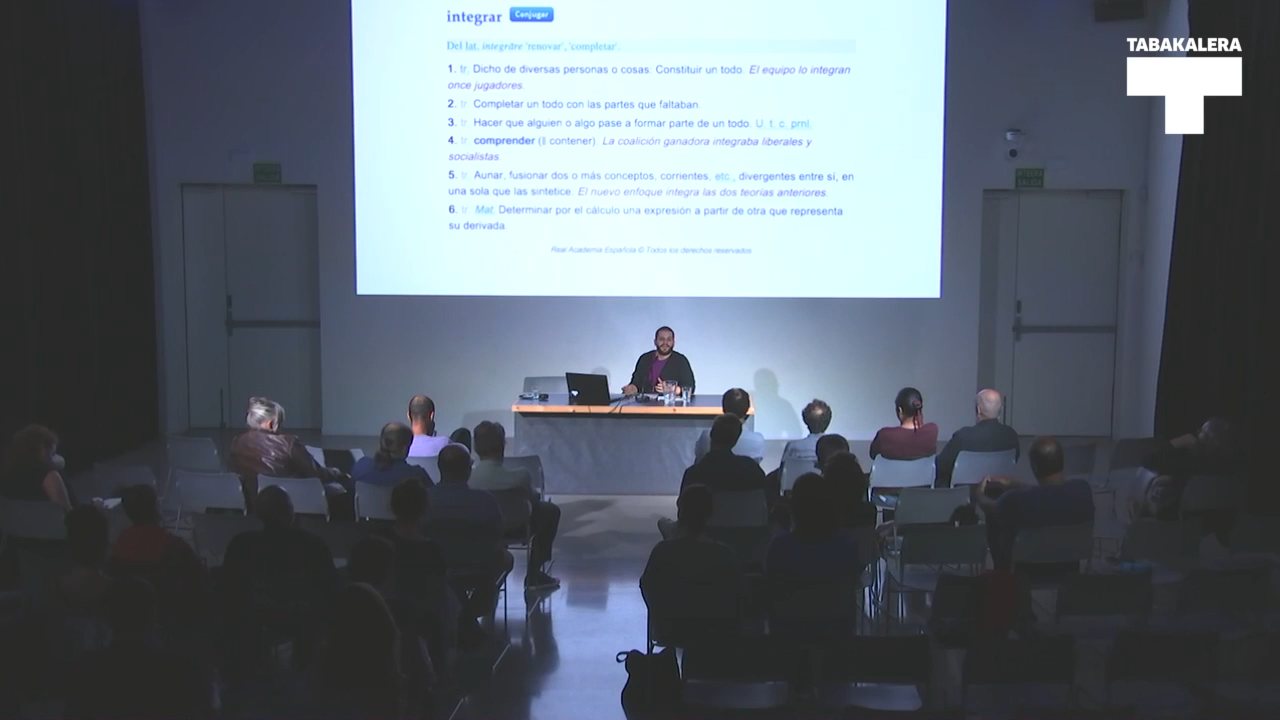 TABAKALERA
integrar Conjugar
Del lat. integrāre 'renovar', 'completar'.
1. tr. Dicho de diversas personas o cosas: Constituir un todo. El equipo lo integran
once jugadores.
2. tr. Completar un todo con las partes que faltaban.
3. tr. Hacer que alguien o algo pase a formar parte de un todo. U. t. c. prnl.
4. tr. comprender (‖ contener). La coalición ganadora integraba liberales y
socialistas.
5. tr. Aunar, fusionar dos o más conceptos, corrientes, etc., divergentes entre sí, en
una sola que las sintetice. El nuevo enfoque integra las dos teorías anteriores.
6. tr. Mat. Determinar por el cálculo una expresión a partir de otra que representa
su derivada.
Real Academia Española © Todos los derechos reservados